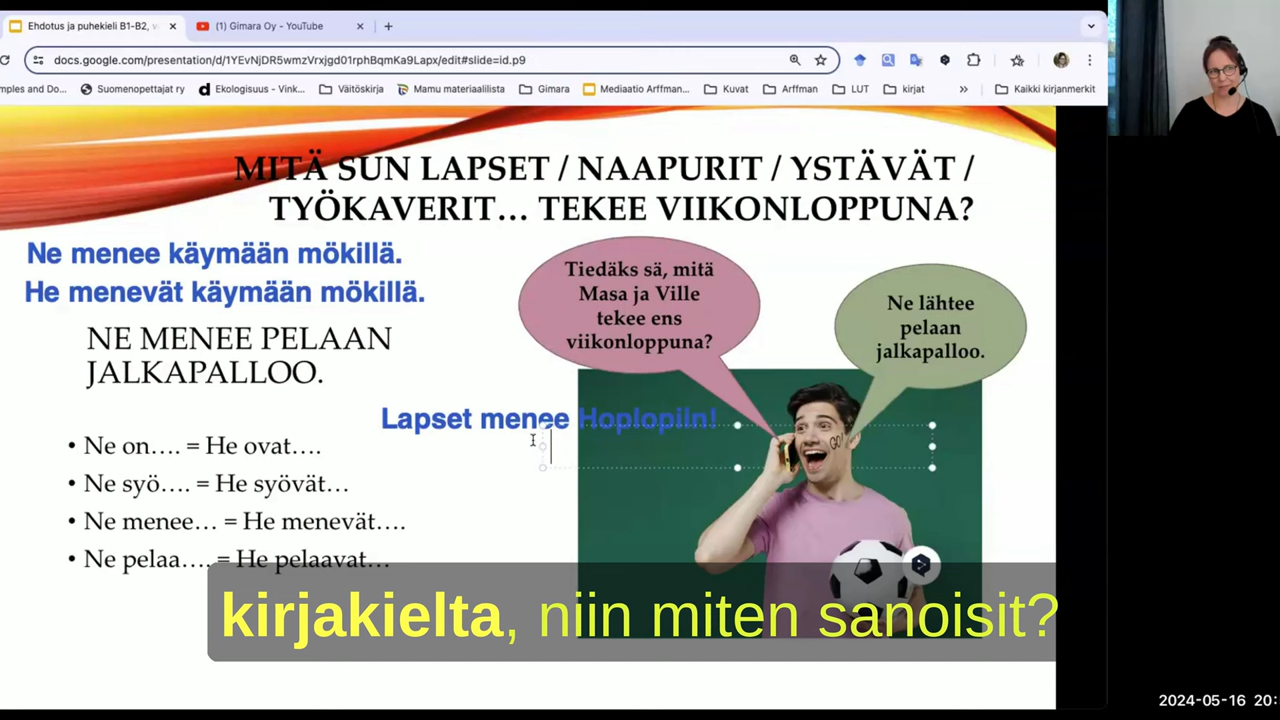 Ehdotus ja puhekieli B1-B2, v
(1) Gimara Oy - YouTube
docs.google.com/presentation/d/1YEvNjDR5wmzVrxjgd01rphBqmKa9Lapx/edit#slide=id.p9
mples and Do...
Suomenopettajat ry
Ekologisuus - Vink...
Väitöskirja
Mamu materiaalilista
Gimara
Mediaatio Arffman...
Kuvat
Arffman
LUT
kirjat
»
Kaikki kirjanmerkit
MITÄ SUN LAPSET / NAAPURIT / YSTÄVÄT /
TYÖKAVERIT... TEKEE VIIKONLOPPUNA?
Ne menee käymään mökillä.
He menevät käymään mökillä.
NE MENEE PELAAN
JALKAPALLOO.
Tiedäks sä, mitä
Masa ja Ville
tekee ens
viikonloppuna?
Ne lähtee
pelaan
jalkapalloo.
Lapset menee Hoplopiin!
GO!
• Ne on.... = He ovat....
• Ne syö.... = He syövät...
• Ne menee... = He menevät....
• Ne pelaa.... = He pelaavat...
kirjakielta, niin miten sanoisit?
2024-05-16 20: